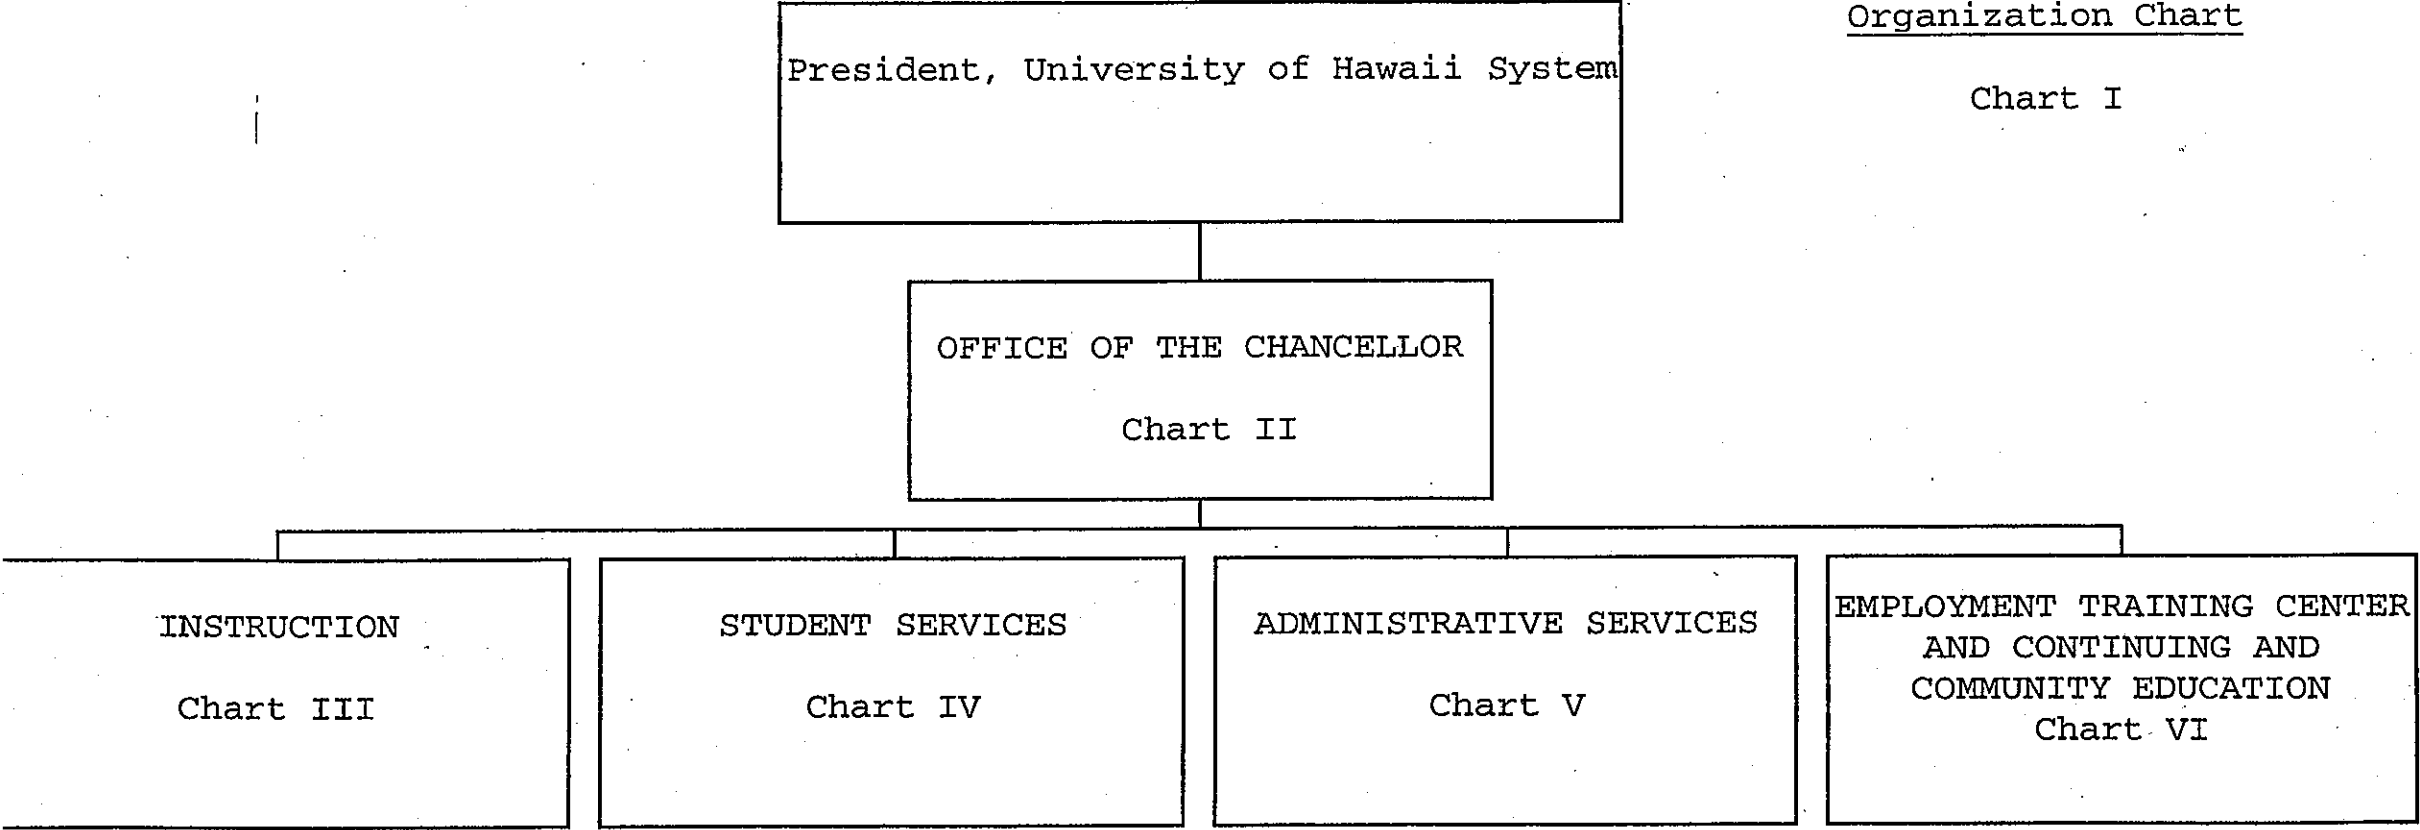 Organization Chart
President, University of Hawaii System
Chart I
OFFICE OF THE CHANCELLOR
Chart II
INSTRUCTION
Chart III
STUDENT SERVICES
Chart IV
ADMINISTRATIVE SERVICES
Chart V
EMPLOYMENT TRAINING CENTER
AND CONTINUING AND
COMMUNITY EDUCATION
Chart VI